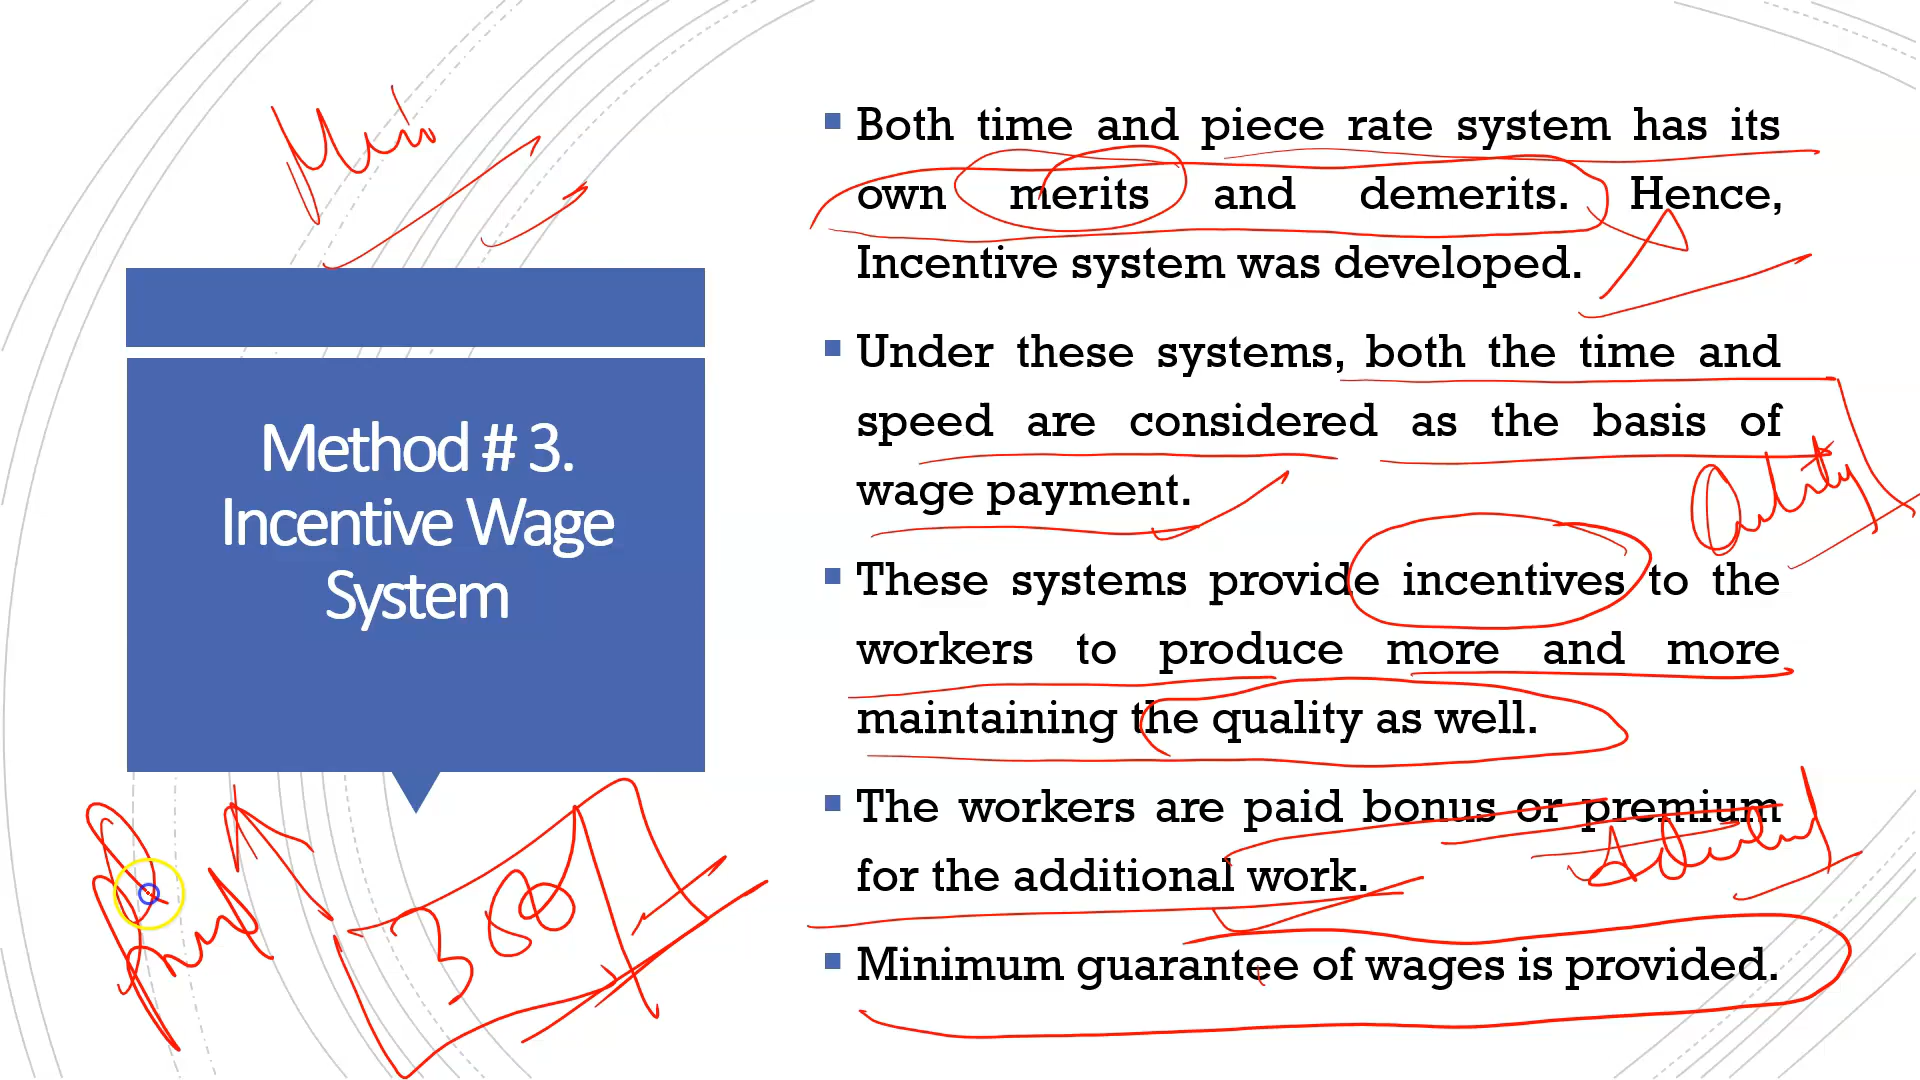 Method # 3.
Incentive Wage
System
Both time and piece rate system has its
own merits and demerits. Hence,
Incentive system was developed.
Under these systems, both the time and
speed are considered as the basis of
wage payment.
Quality
These systems provide incentives to the
workers to produce more and more
maintaining the quality as well.
The workers are paid bonus or premium
for the additional work.
Minimum guarantee of wages is provided.